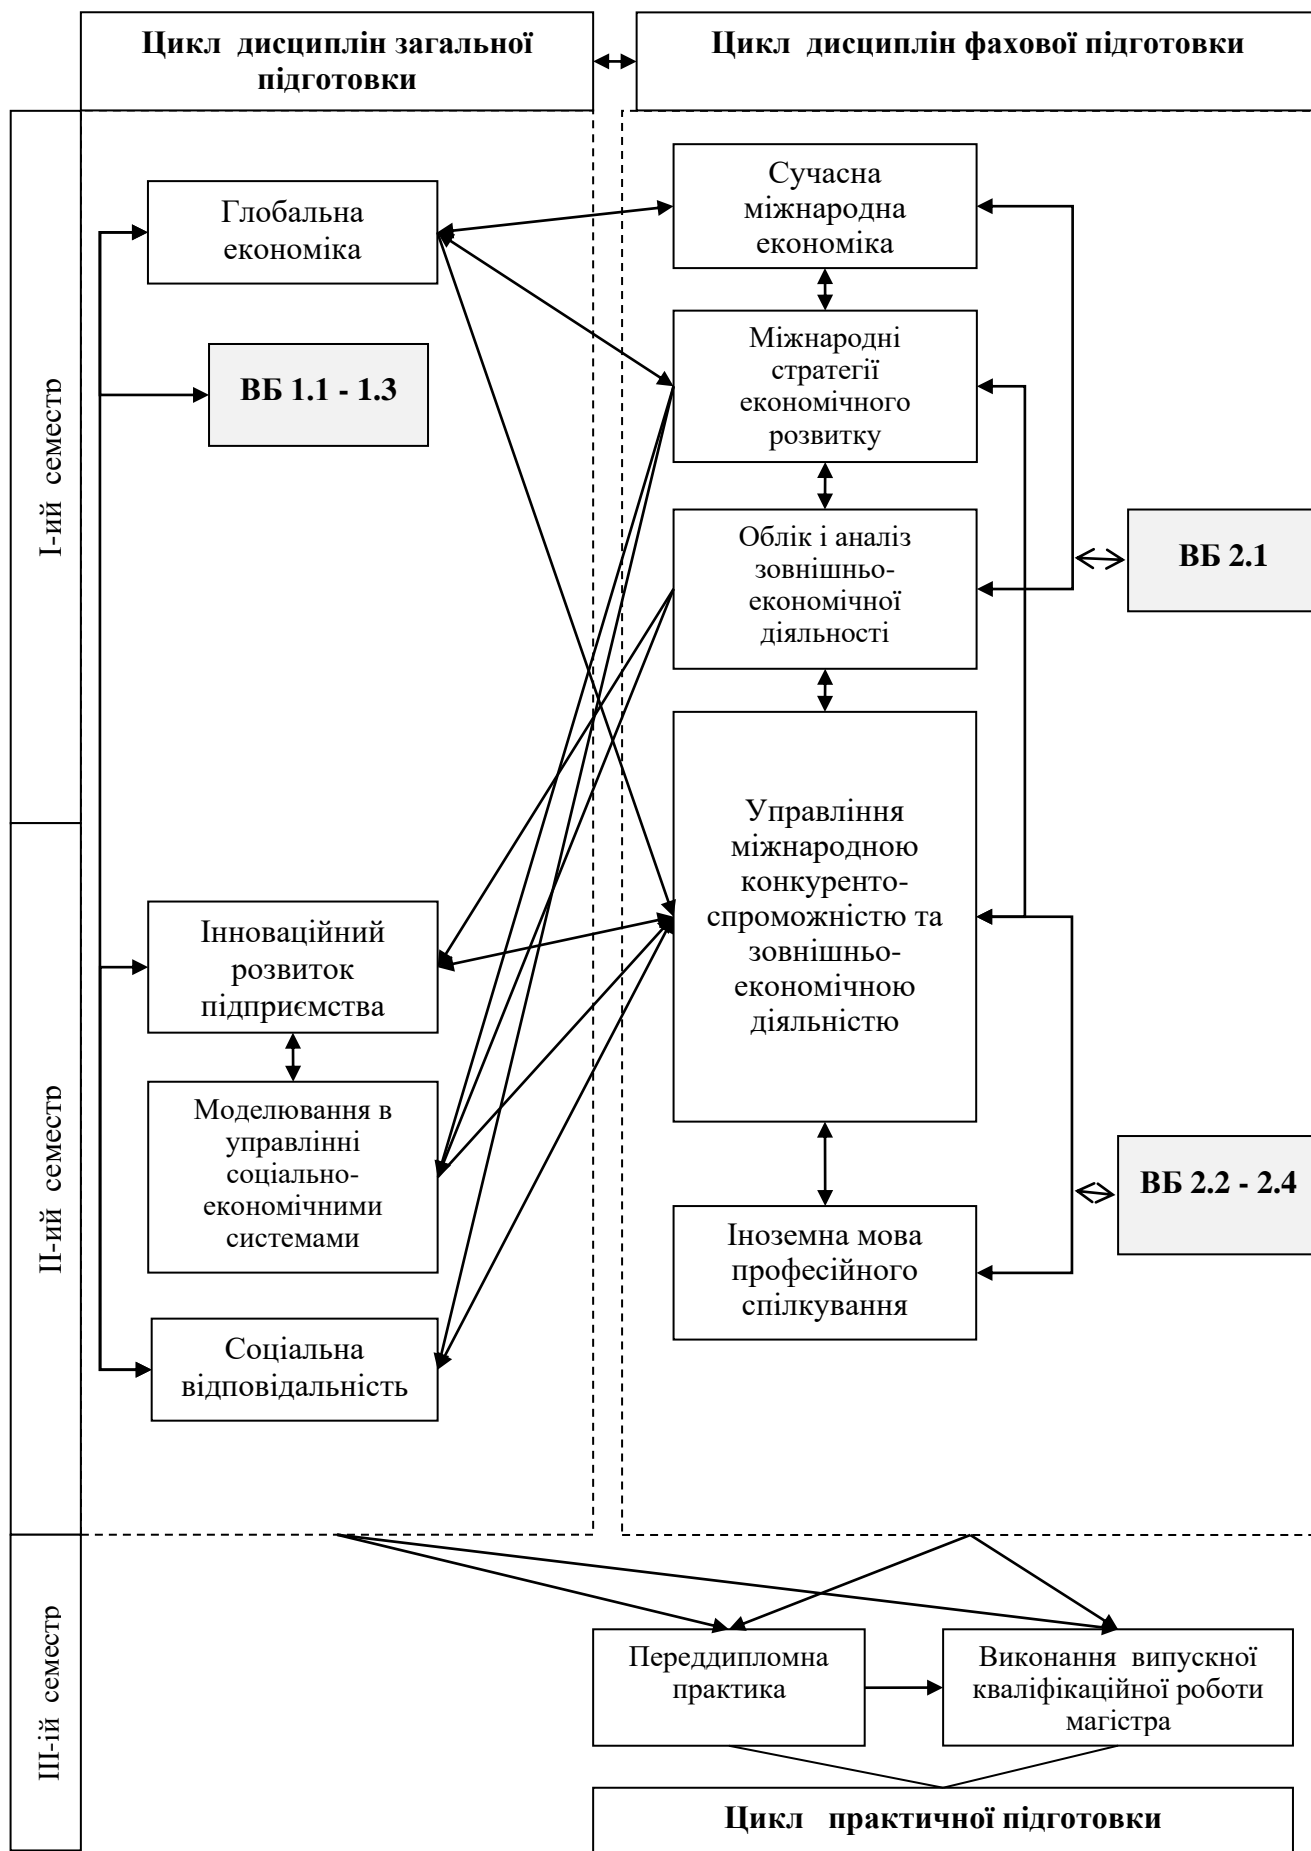 Цикл дисциплін загальної
підготовки
Цикл дисциплін фахової підготовки
І-ий семестр
Глобальна
економіка
ВБ 1.1 - 1.3
Сучасна
міжнародна
економіка
Міжнародні
стратегії
економічного
розвитку
Облік і аналіз
зовнішньо-
економічної
діяльності
ВБ 2.1
Управління
міжнародною
конкуренто-
спроможністю та
зовнішньо-
економічною
діяльністю
ІІ-ий семестр
Інноваційний
розвиток
підприємства
Моделювання в
управлінні
соціально-
економічними
системами
Соціальна
відповідальність
ВБ 2.2 - 2.4
Іноземна мова
професійного
спілкування
ІІІ-ій семестр
Переддипломна
практика
Виконання випускної
кваліфікаційної роботи
магістра
Цикл практичної підготовки